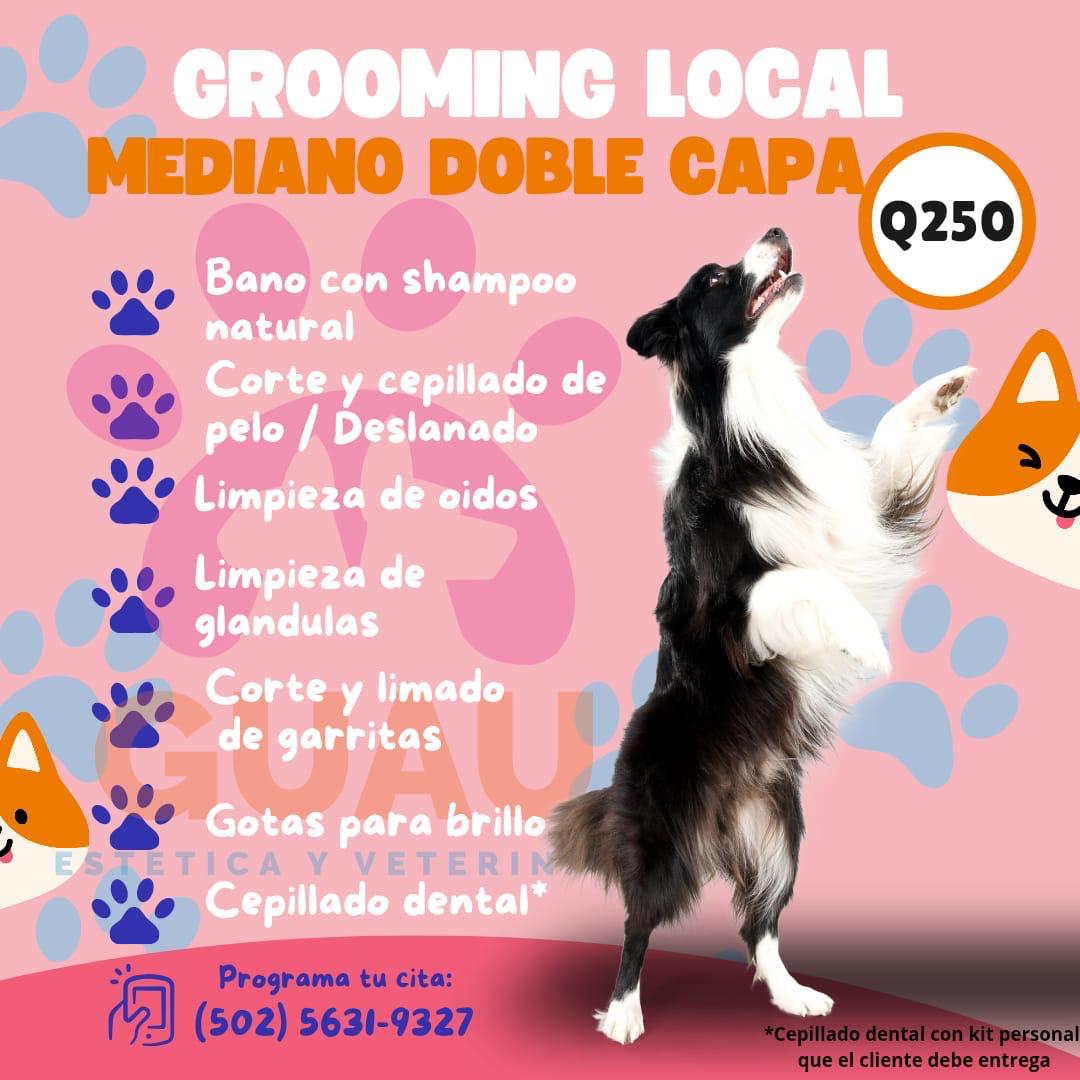 GROOMING LOCAL
MEDIANO DOBLE CAPA
Q250
Bano con shampoo
natural
Corte y cepillado de
pelo / Deslanado
Limpieza de oidos
Limpieza de
glandulas
Corte y limado
de garritas
GUAU
Gotas para brillo
ESTETICA Y VETERIN
Cepillado dental*
Programa tu cita:
(502) 5631-9327
*Cepillado dental con kit personal
que el cliente debe entrega